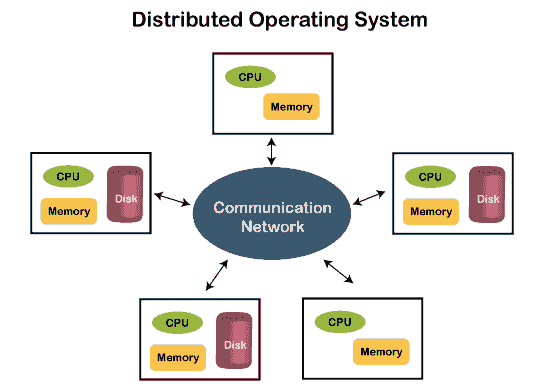 Distributed Operating System
CPU
Memory
CPU
Memory
Disk
Communication
Network
CPU
Memory
Disk
CPU
Memory
Disk
CPU
Memory